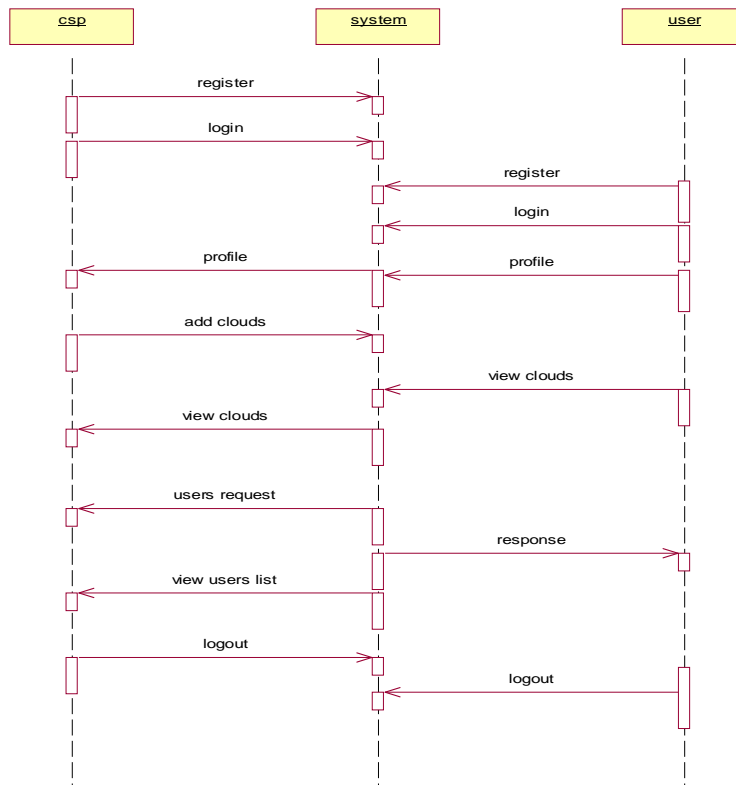 csp
system
user
register
login
register
login
profile
profile
add clouds
view clouds
view clouds
users request
response
view users list
logout
logout